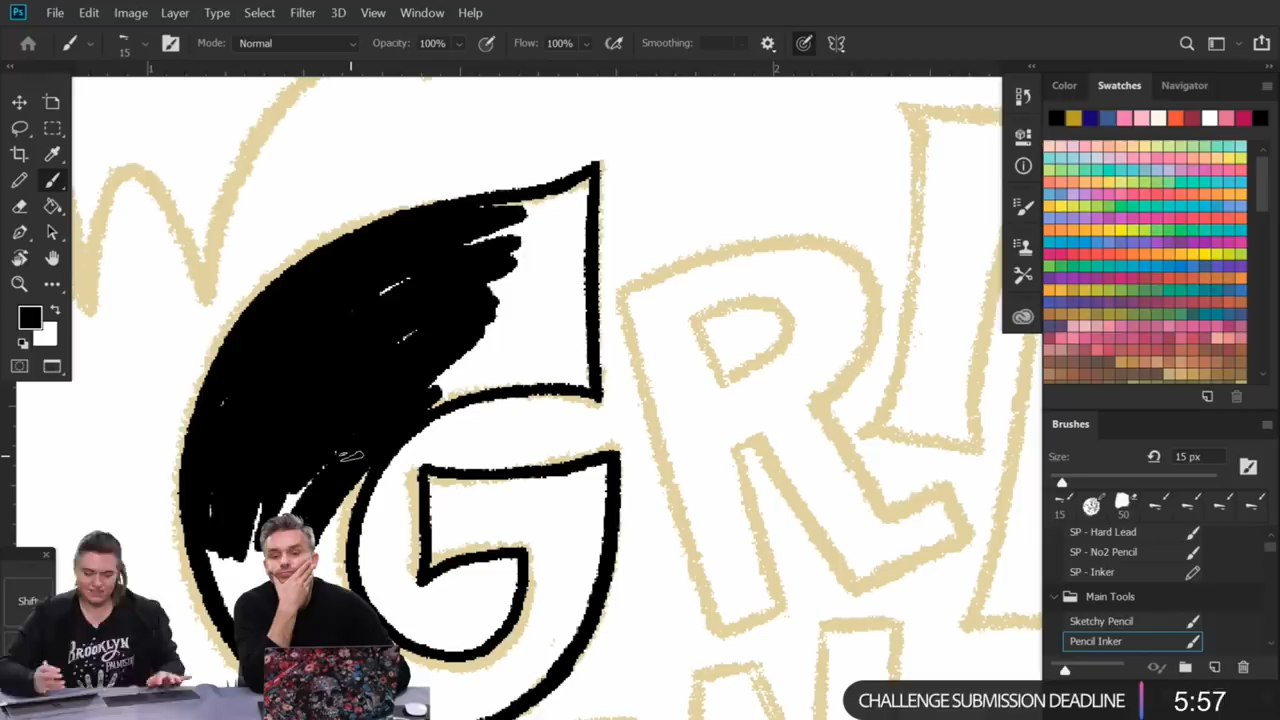 Ps File Edit Image Layer Type Select Filter 3D View Window Help
15 Mode: Normal Opacity: 100% Flow: 100% Smoothing:
1 2
Color Swatches Navigator
W
G R
Brushes
Size: 15 px
15 50
SP - Hard Lead
SP - No2 Pencil
SP - Inker
Main Tools
Sketchy Pencil
Pencil Inker
Shift
BROOKLYN
CHALLENGE SUBMISSION DEADLINE 5:57